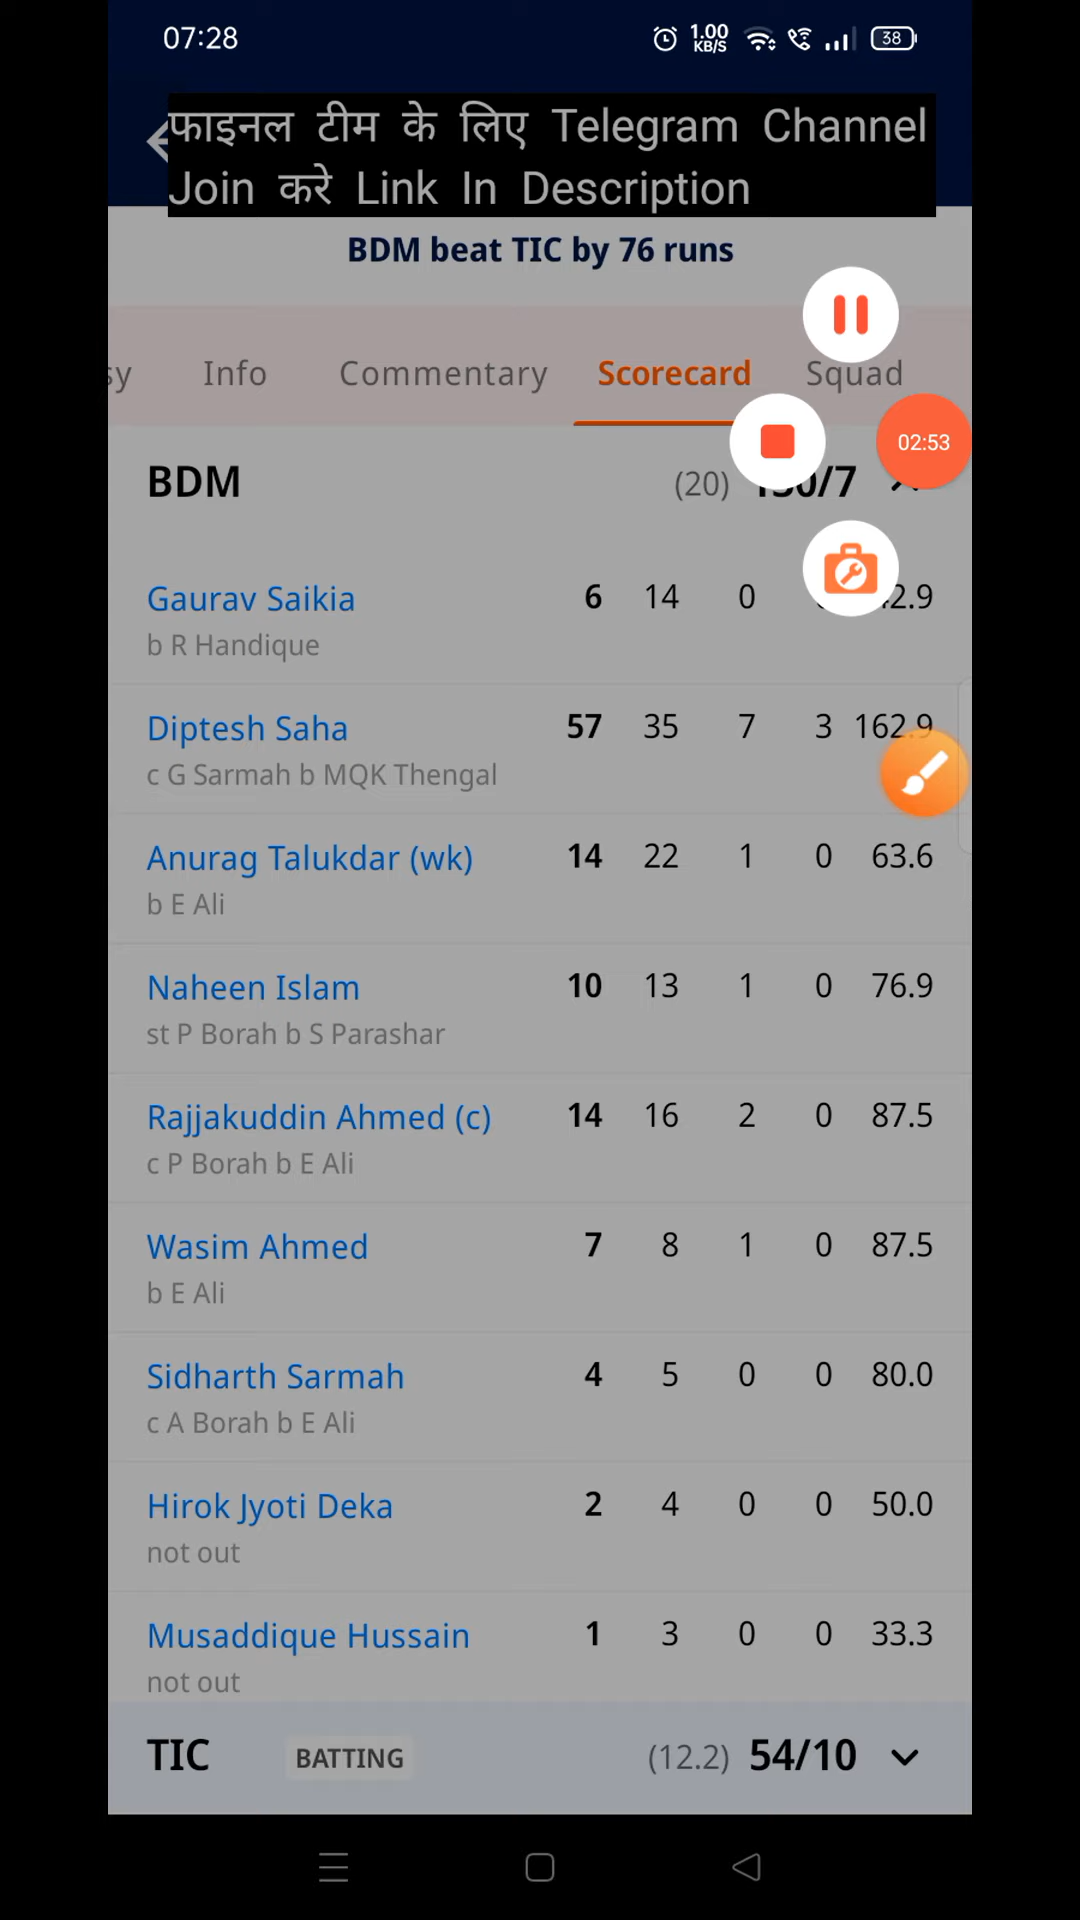 07:28 1.00 KB/S 38
फाइनल टीम के लिए Telegram Channel
Join करे Link In Description
BDM beat TIC by 76 runs
sy Info Commentary Scorecard Squad
02:53
BDM (20) /7
Gaurav Saikia 6 14 0 2.9
b R Handique
Diptesh Saha 57 35 7 3 162.9
c G Sarmah b MQK Thengal
Anurag Talukdar (wk) 14 22 1 0 63.6
b E Ali
Naheen Islam 10 13 1 0 76.9
st P Borah b S Parashar
Rajjakuddin Ahmed (c) 14 16 2 0 87.5
c P Borah b E Ali
Wasim Ahmed 7 8 1 0 87.5
b E Ali
Sidharth Sarmah 4 5 0 0 80.0
c A Borah b E Ali
Hirok Jyoti Deka 2 4 0 0 50.0
not out
Musaddique Hussain 1 3 0 0 33.3
not out
TIC BATTING (12.2) 54/10